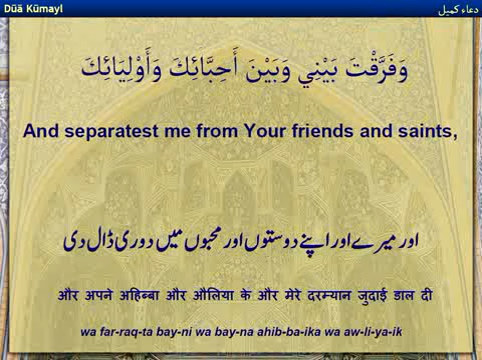 Dūā Kūmayl
دعاء كميل
وَفَرَّقْتَ بَيْنِي وَبَيْنَ أَحِبَّائِكَ وَأَوْلِيَائِكَ
And separatest me from Your friends and saints,
اور میرے اور اپنے دوستوں اور محبوں میں دوری ڈال دی
और अपने अहिब्बा और औलिया के और मेरे दरम्यान जुदाई डाल दी
wa far-raq-ta bay-ni wa bay-na ahib-ba-ika wa aw-li-ya-ik